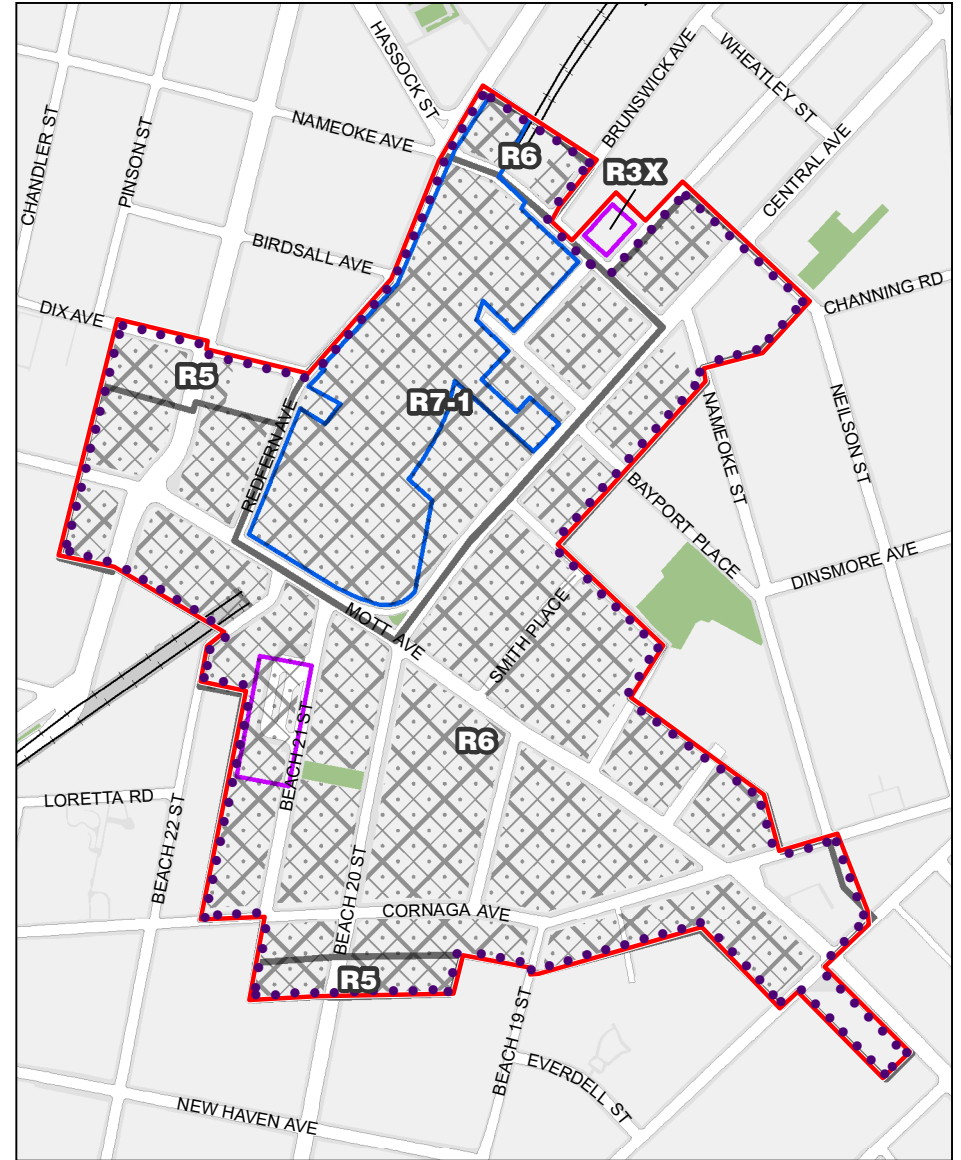 HASSOCK ST
BRUNSWICK AVE
WHEATLEY ST
CHANDLER ST
PINSON ST
NAMEOKE AVE
R6
R3X
CENTRAL AVE
BIRDSALL AVE
CHANNING RD
DIX AVE
R5
R7-1
REDFERN AVE
NAMEOKE ST
NEILSON ST
BAYPORT PLACE
DINSMORE AVE
MOTT AVE
SMITH PLACE
R6
BEACH 21 ST
LORETTA RD
BEACH 22 ST
BEACH 20 ST
CORNAGA AVE
R5
BEACH 19 ST
EVERDELL ST
NEW HAVEN AVE